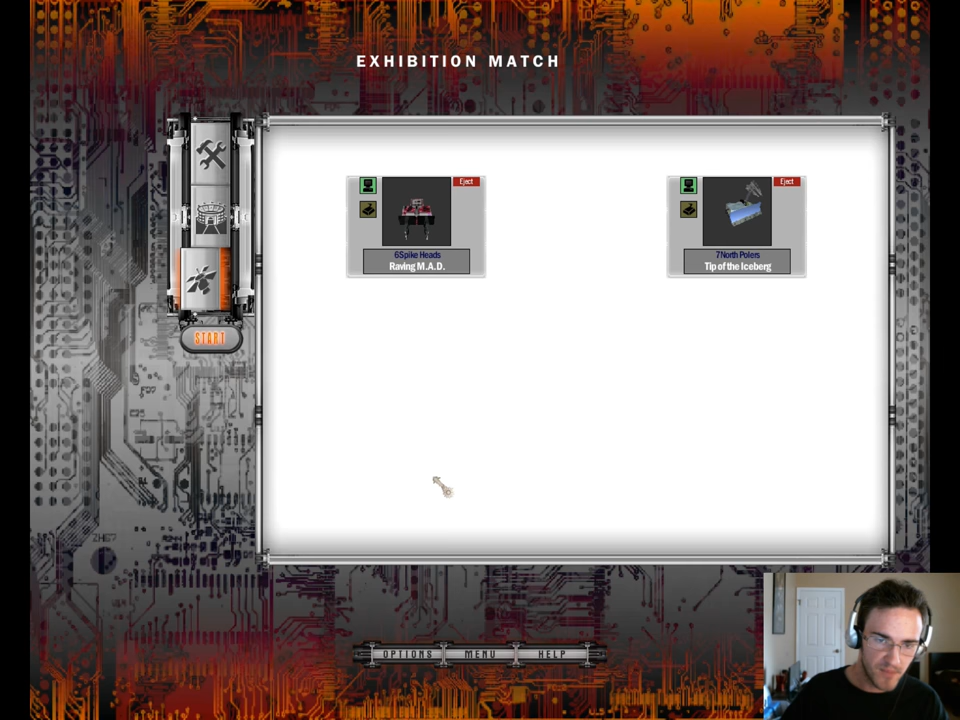 EXHIBITION MATCH
Eject
6Spike Heads
Raving M.A.D.
Eject
7North Polers
Tip of the Iceberg
START
OPTIONS
MENU
HELP